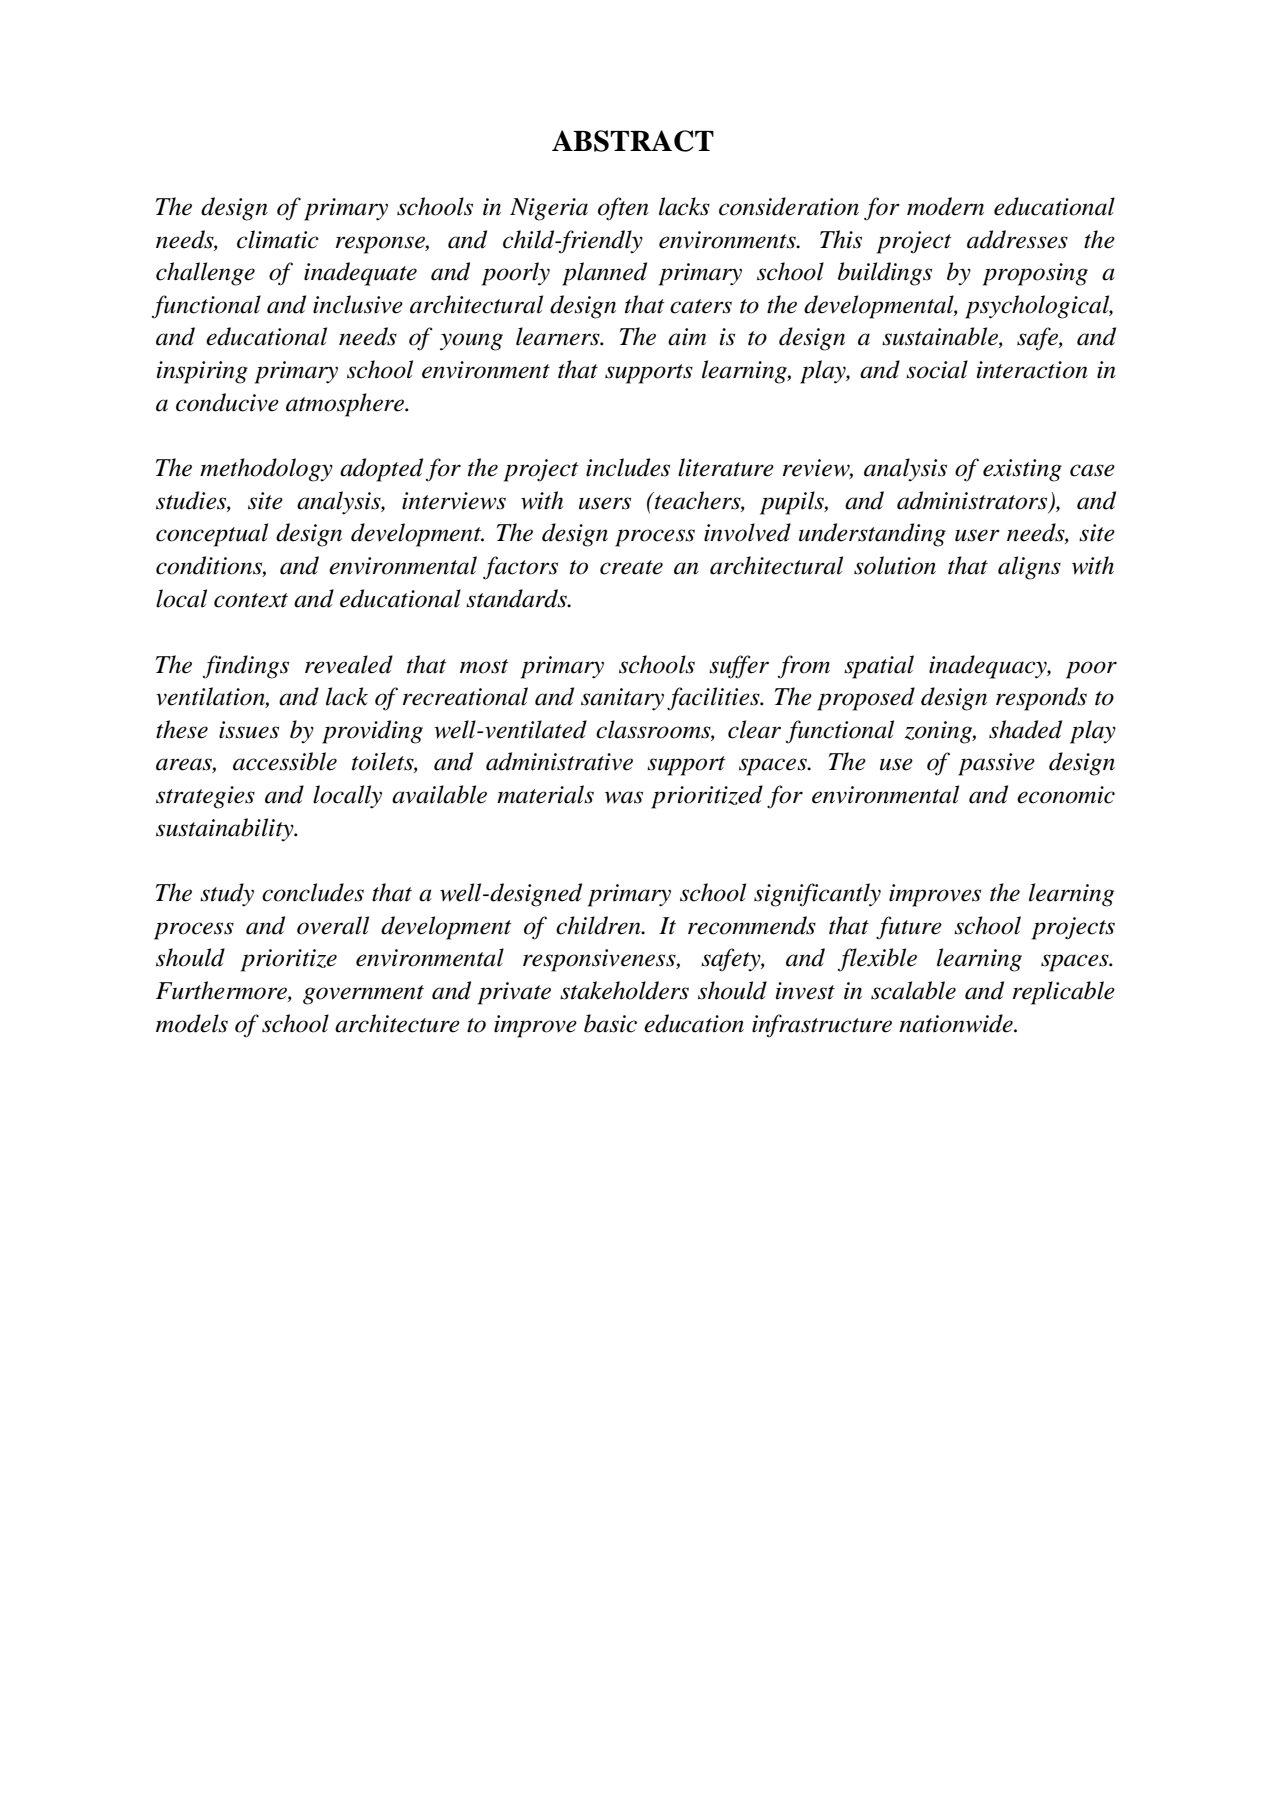 ABSTRACT
The design of primary schools in Nigeria often lacks consideration for modern educational
needs, climatic response, and child-friendly environments. This project addresses the
challenge of inadequate and poorly planned primary school buildings by proposing a
functional and inclusive architectural design that caters to the developmental, psychological,
and educational needs of young learners. The aim is to design a sustainable, safe, and
inspiring primary school environment that supports learning, play, and social interaction in
a conducive atmosphere.
The methodology adopted for the project includes literature review, analysis of existing case
studies, site analysis, interviews with users (teachers, pupils, and administrators), and
conceptual design development. The design process involved understanding user needs, site
conditions, and environmental factors to create an architectural solution that aligns with
local context and educational standards.
The findings revealed that most primary schools suffer from spatial inadequacy, poor
ventilation, and lack of recreational and sanitary facilities. The proposed design responds to
these issues by providing well-ventilated classrooms, clear functional zoning, shaded play
areas, accessible toilets, and administrative support spaces. The use of passive design
strategies and locally available materials was prioritized for environmental and economic
sustainability.
The study concludes that a well-designed primary school significantly improves the learning
process and overall development of children. It recommends that future school projects
should prioritize environmental responsiveness, safety, and flexible learning spaces.
Furthermore, government and private stakeholders should invest in scalable and replicable
models of school architecture to improve basic education infrastructure nationwide.